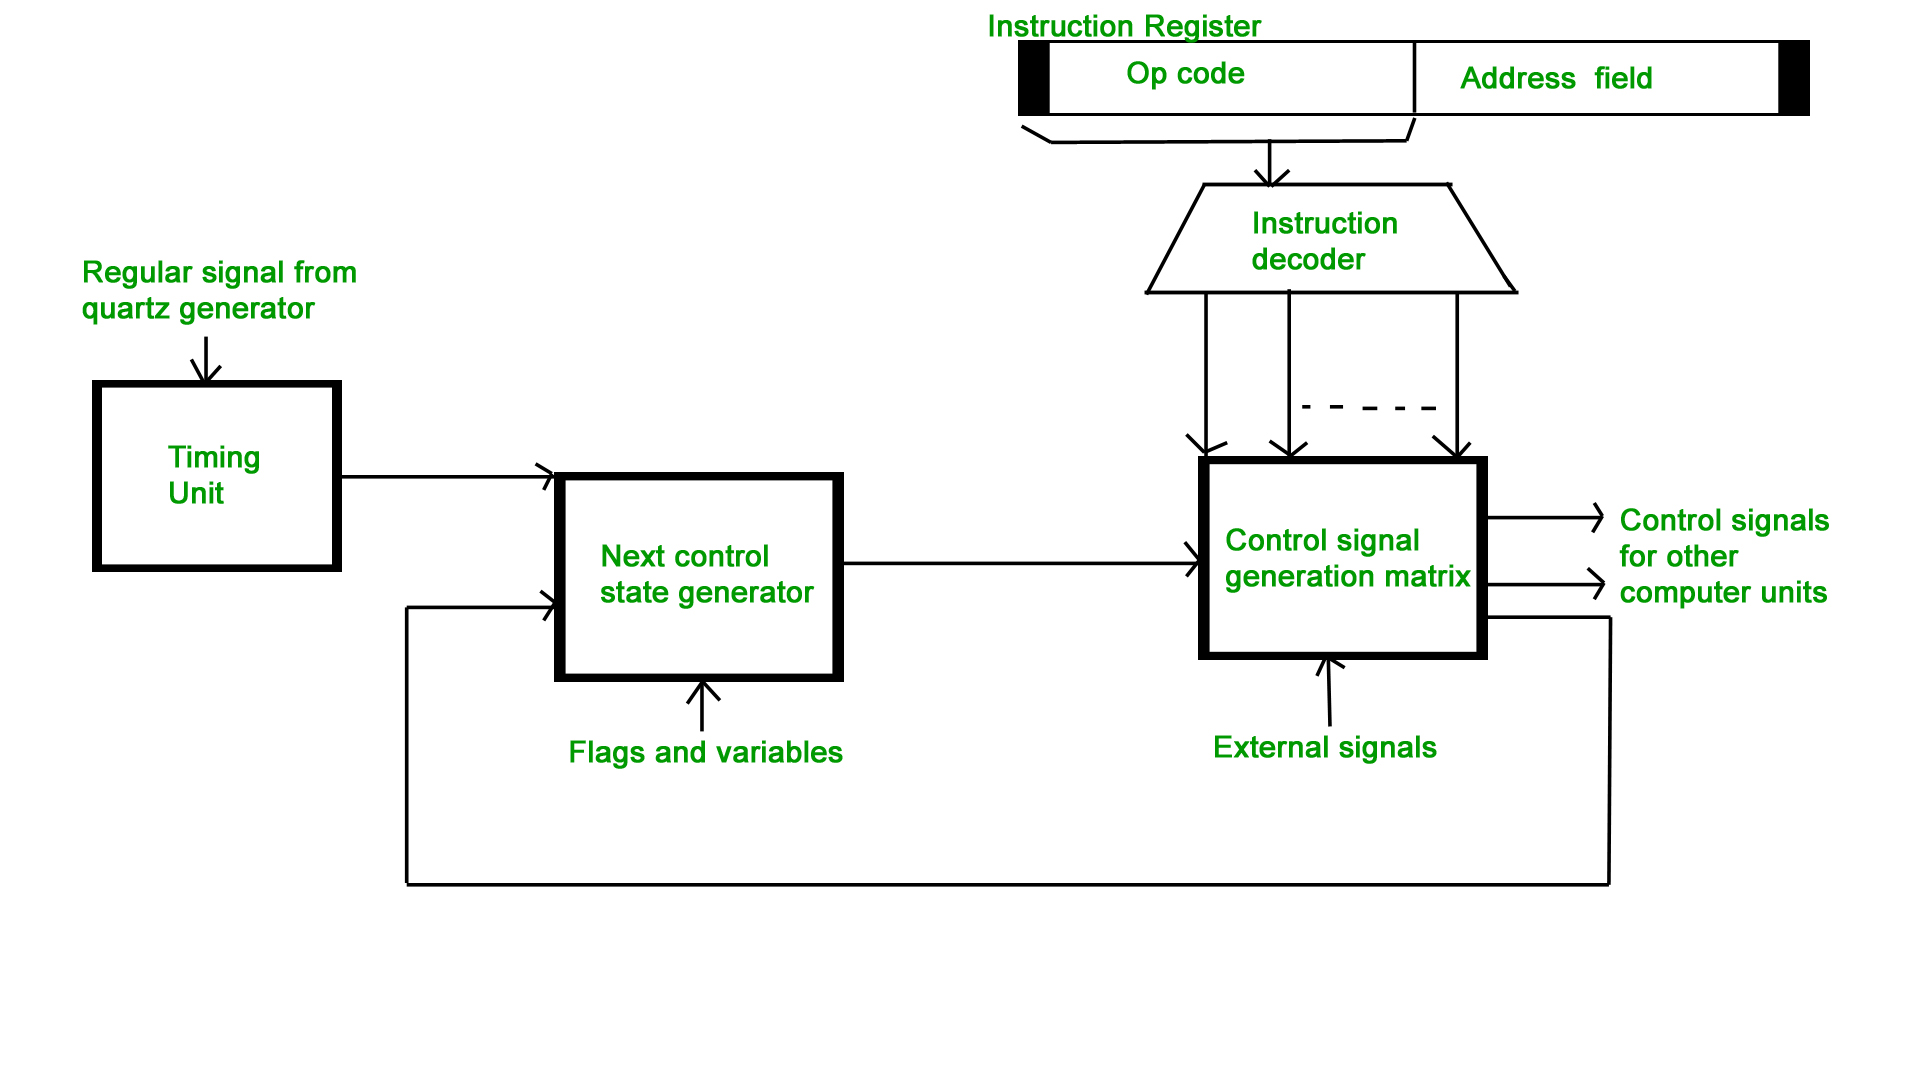 Instruction Register
Op code
Address field
Instruction
decoder
Regular signal from
quartz generator
Timing
Unit
Next control
state generator
Control signal
generation matrix
Control signals
for other
computer units
Flags and variables
External signals